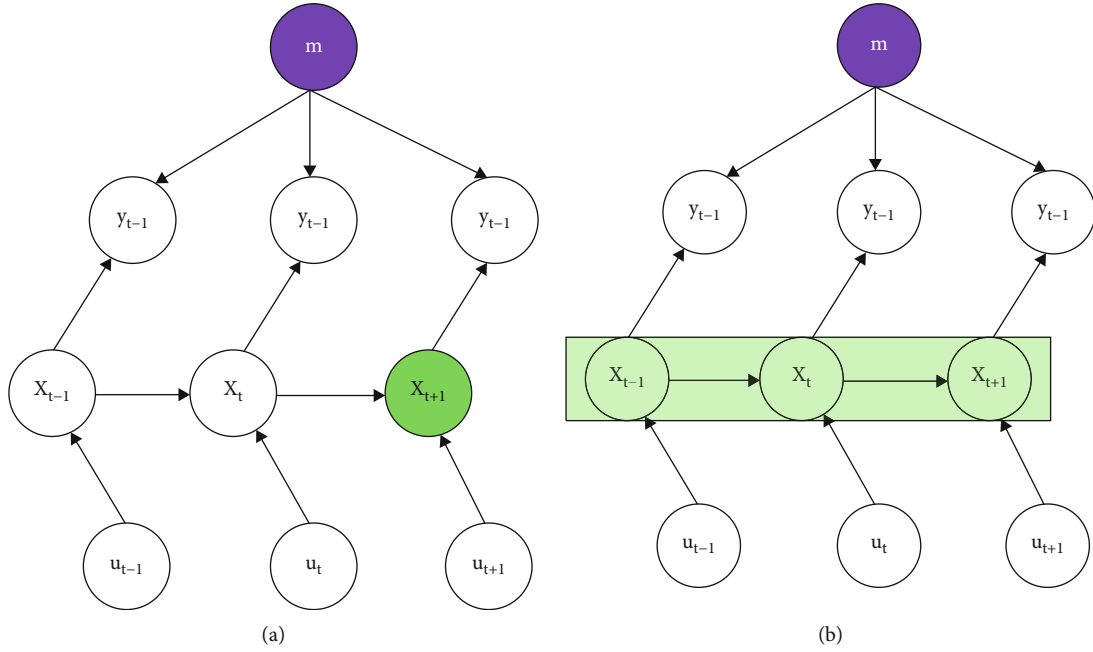 m
y_{t−1} y_{t−1} y_{t−1}
X_{t−1} X_t X_{t+1}
u_{t−1} u_t u_{t+1}
(a)
m
y_{t−1} y_{t−1} y_{t−1}
X_{t−1} X_t X_{t+1}
u_{t−1} u_t u_{t+1}
(b)